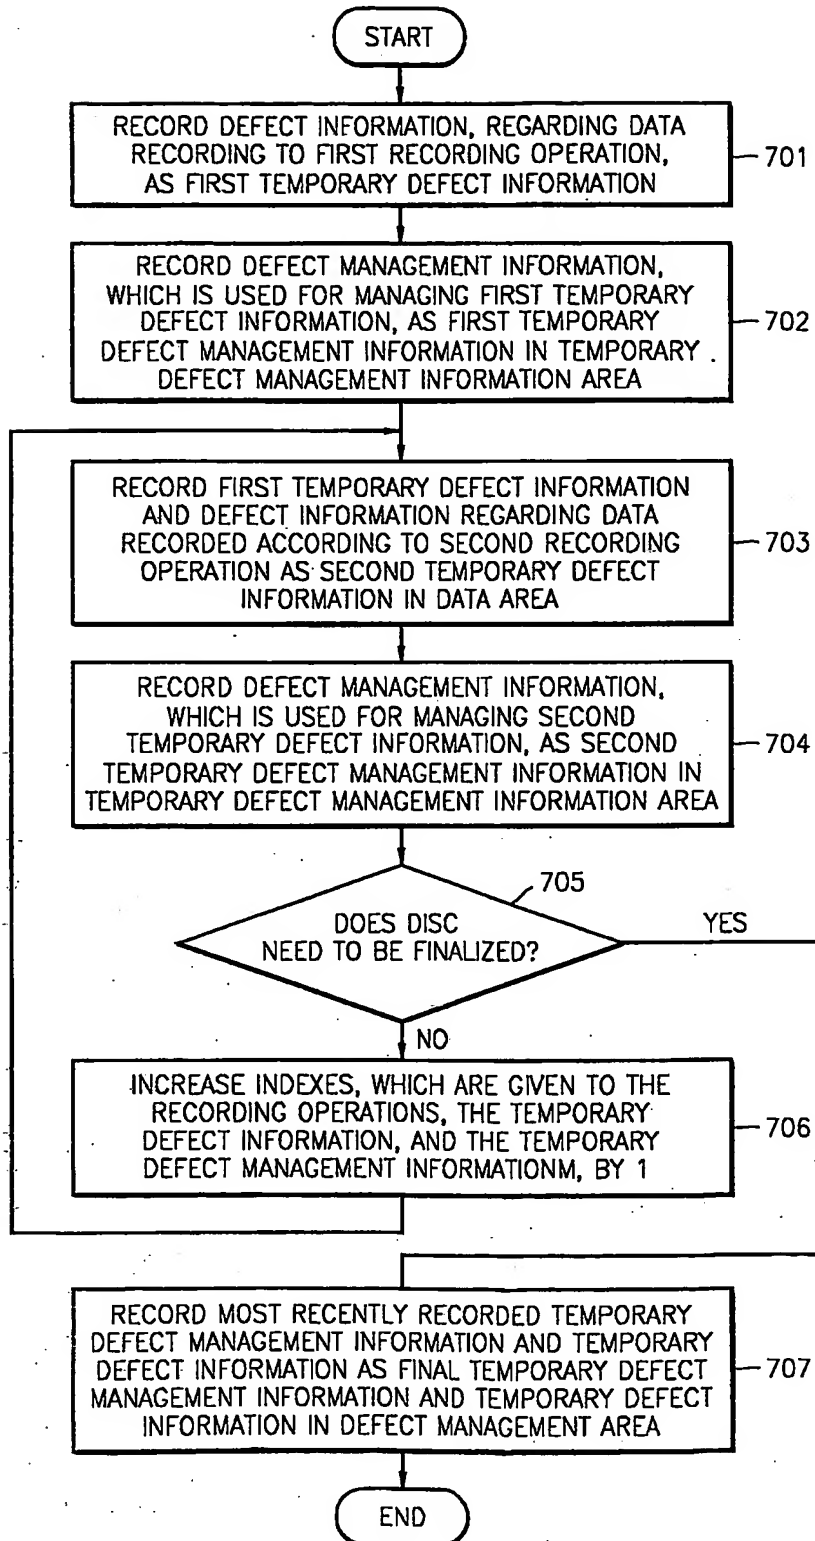 START
RECORD DEFECT INFORMATION, REGARDING DATA
RECORDING TO FIRST RECORDING OPERATION,
AS FIRST TEMPORARY DEFECT INFORMATION
701
RECORD DEFECT MANAGEMENT INFORMATION,
WHICH IS USED FOR MANAGING FIRST TEMPORARY
DEFECT INFORMATION, AS FIRST TEMPORARY
DEFECT MANAGEMENT INFORMATION IN TEMPORARY
DEFECT MANAGEMENT INFORMATION AREA
702
RECORD FIRST TEMPORARY DEFECT INFORMATION
AND DEFECT INFORMATION REGARDING DATA
RECORDED ACCORDING TO SECOND RECORDING
OPERATION AS SECOND TEMPORARY DEFECT
INFORMATION IN DATA AREA
703
RECORD DEFECT MANAGEMENT INFORMATION,
WHICH IS USED FOR MANAGING SECOND
TEMPORARY DEFECT INFORMATION, AS SECOND
TEMPORARY DEFECT MANAGEMENT INFORMATION IN
TEMPORARY DEFECT MANAGEMENT INFORMATION AREA
704
705
DOES DISC
NEED TO BE FINALIZED?
YES
NO
INCREASE INDEXES, WHICH ARE GIVEN TO THE
RECORDING OPERATIONS, THE TEMPORARY
DEFECT INFORMATION, AND THE TEMPORARY
DEFECT MANAGEMENT INFORMATIONM, BY 1
706
RECORD MOST RECENTLY RECORDED TEMPORARY
DEFECT MANAGEMENT INFORMATION AND TEMPORARY
DEFECT INFORMATION AS FINAL TEMPORARY DEFECT
MANAGEMENT INFORMATION AND TEMPORARY DEFECT
INFORMATION IN DEFECT MANAGEMENT AREA
707
END